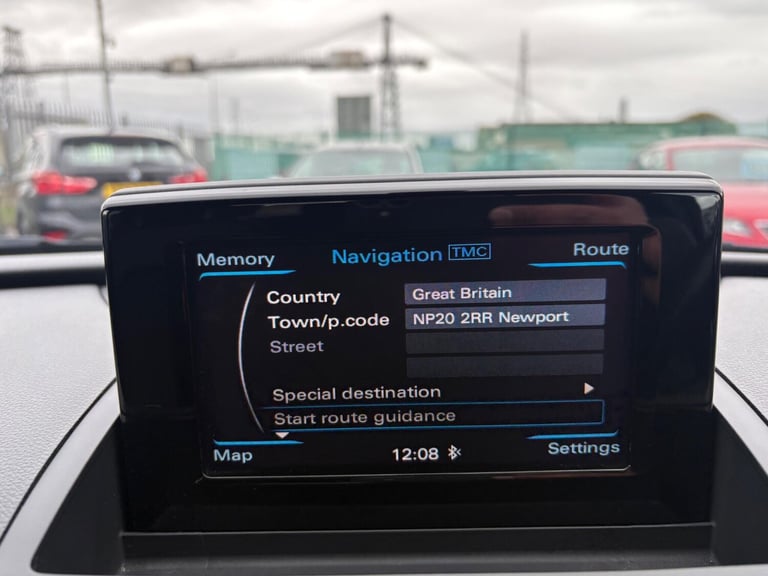 Memory Navigation TMC Route
Country Great Britain
Town/p.code NP20 2RR Newport
Street
Special destination
Start route guidance
Map 12:08 Settings